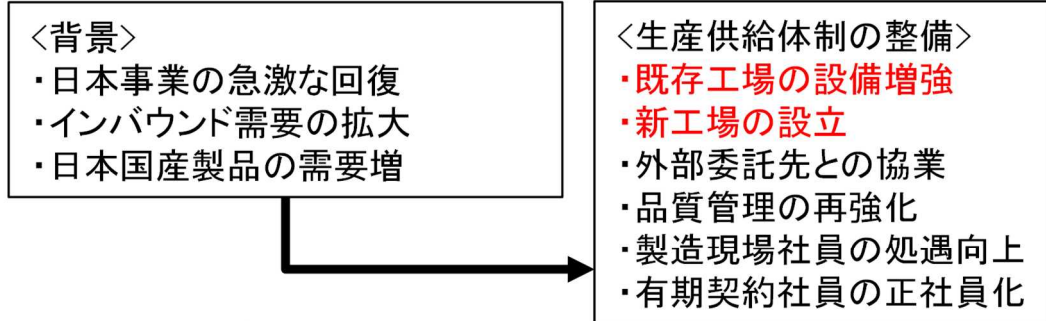 <背景>
・日本事業の急激な回復
・インバウンド需要の拡大
・日本国産製品の需要増
<生産供給体制の整備>
・既存工場の設備増強
・新工場の設立
・外部委託先との協業
・品質管理の再強化
・製造現場社員の処遇向上
・有期契約社員の正社員化